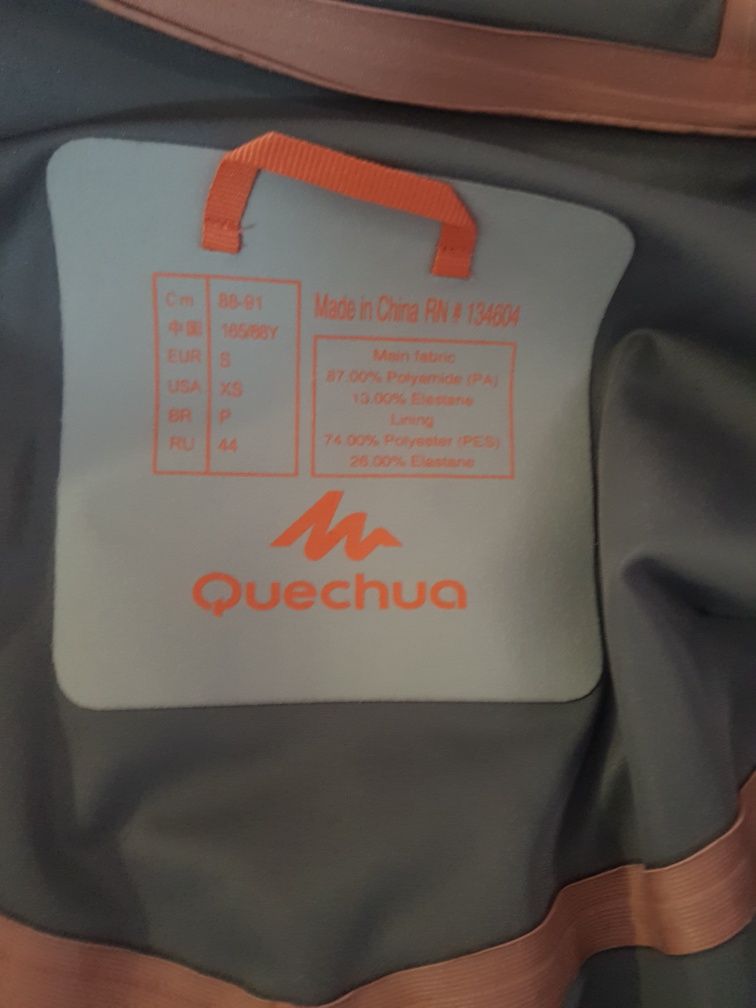 Cm 88-91
中国 165/88Y
EUR S
USA XS
BR P
RU 44
Made in China RN # 134604
Main fabric
87.00% Polyamide (PA)
13.00% Elastane
Lining
74.00% Polyester (PES)
26.00% Elastane
Quechua